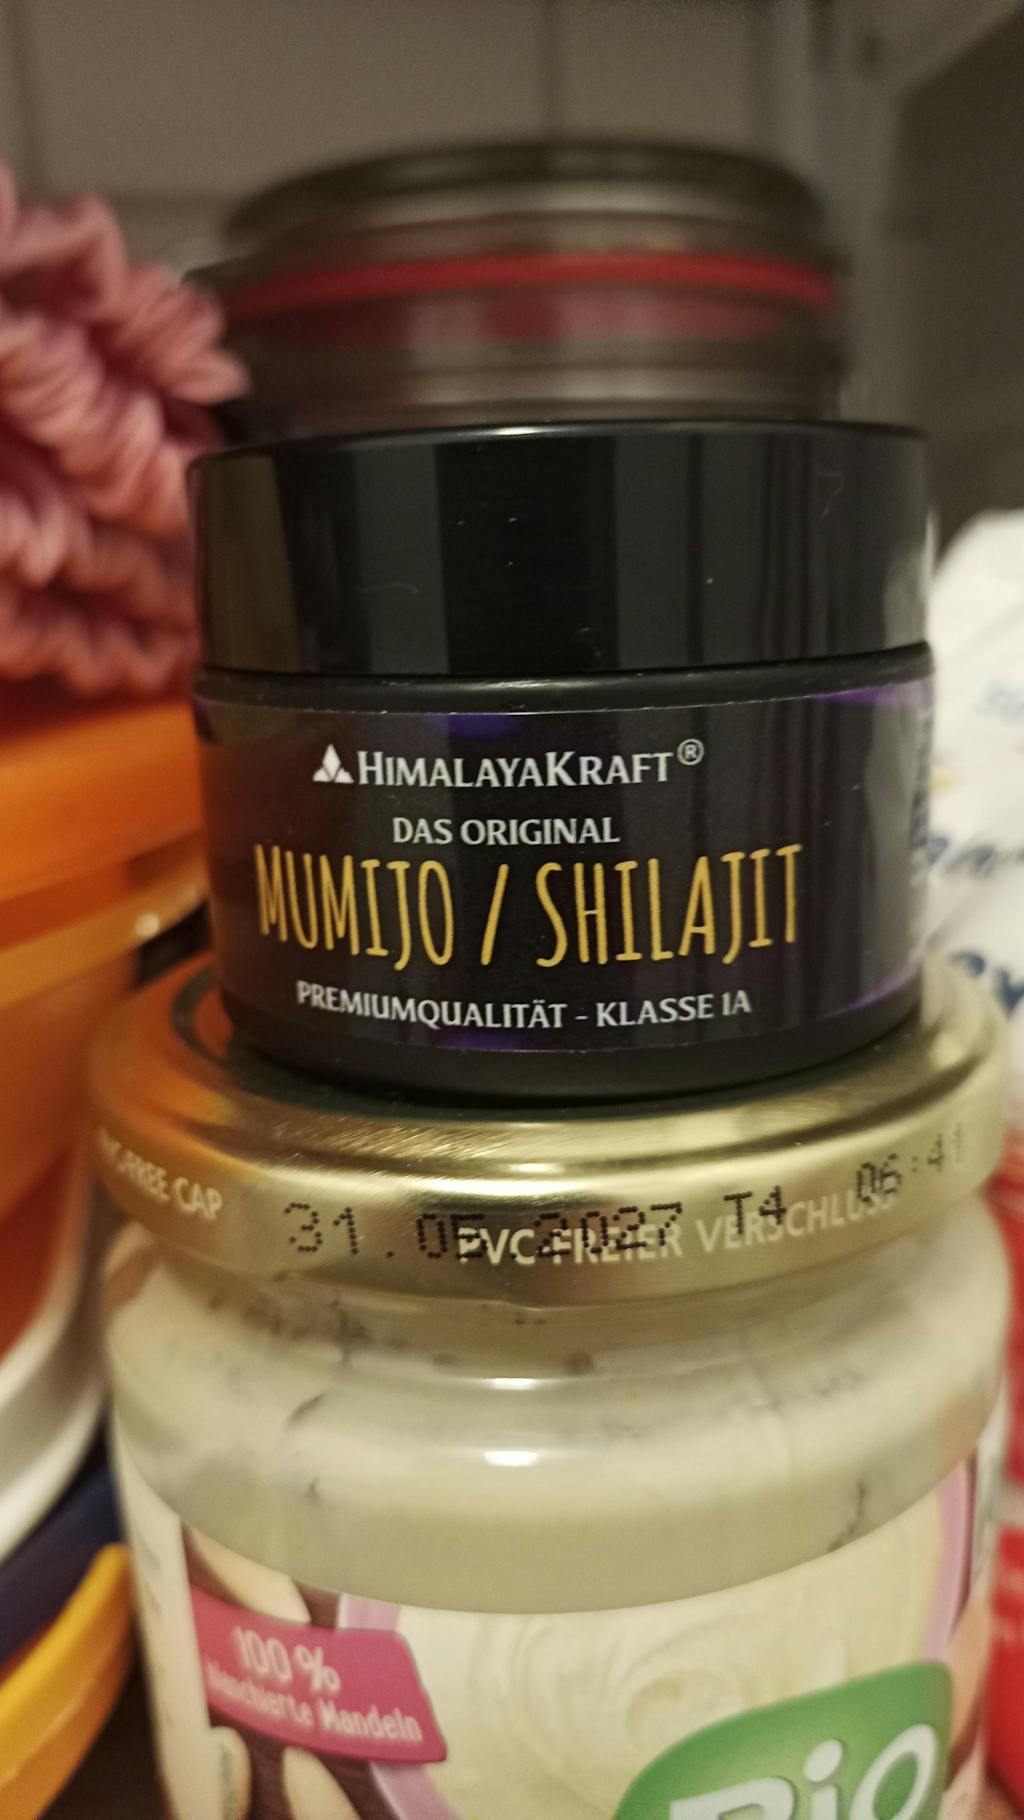 HIMALAYAKRAFT®
DAS ORIGINAL
MUMIJO / SHILAJIT
PREMIUMQUALITÄT - KLASSE 1A
FREE CAP
31.05.2027 T4 06:41
PVC-FREIER VERSCHLUSS
100 %
blanchierte Mandeln
Bio